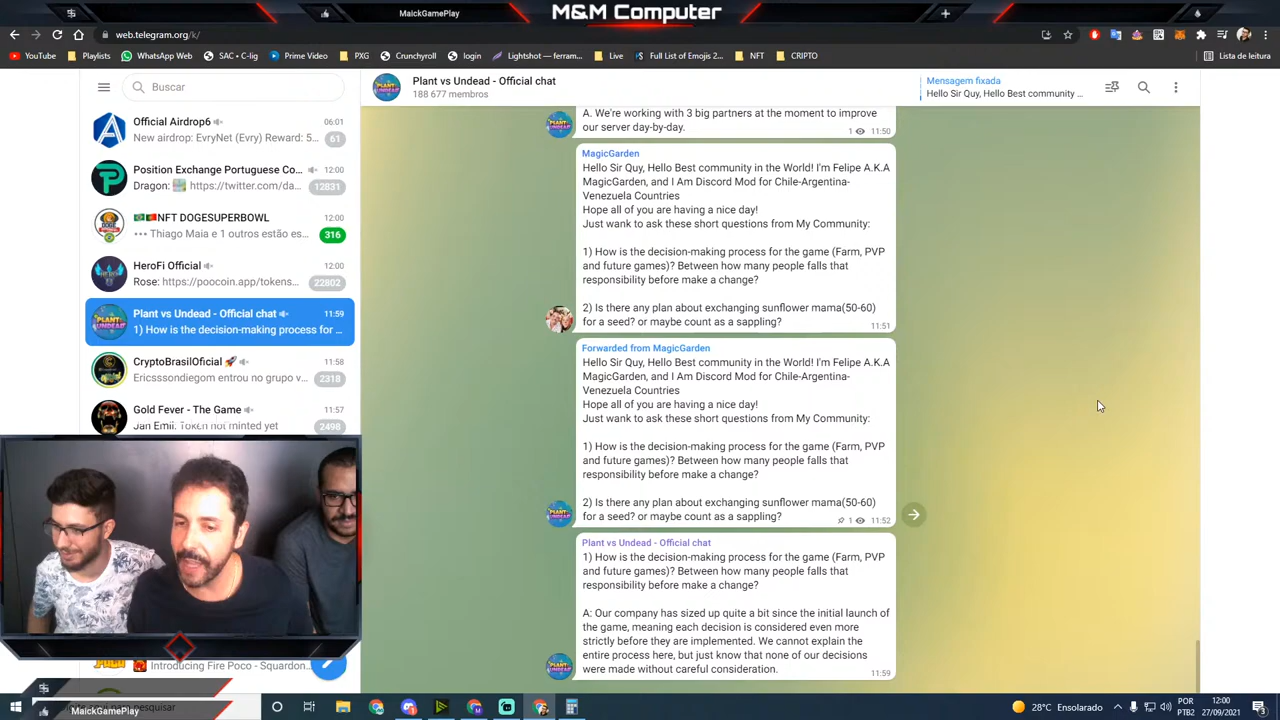 MaickGamePlay
M&M Computer
web.telegram.org/k/
YouTube
Playlists
WhatsApp Web
SAC • C-lig
Prime Video
PXG
Crunchyroll
login
Lightshot — ferram...
Live
Full List of Emojis 2...
NFT
CRIPTO
Lista de leitura
Buscar
Plant vs Undead - Official chat
188 677 membros
Mensagem fixada
Hello Sir Quy, Hello Best community ...
Official Airdrop6
06:01
New airdrop: EvryNet (Evry) Reward: 5...
61
Position Exchange Portuguese Co...
12:00
Dragon: https://twitter.com/da...
12831
NFT DOGESUPERBOWL
12:00
••• Thiago Maia e 1 outros estão es...
316
HeroFi Official
12:00
Rose: https://poocoin.app/tokens...
22802
Plant vs Undead - Official chat
11:59
1) How is the decision-making process for ...
CryptoBrasilOficial
11:58
Ericsssondiegom entrou no grupo v...
2318
Gold Fever - The Game
11:57
Jan Emil: Token not minted yet
2498
Introducing Fire Poco - Squardon...
A. We're working with 3 big partners at the moment to improve
our server day-by-day.
1 11:50
MagicGarden
Hello Sir Quy, Hello Best community in the World! I'm Felipe A.K.A
MagicGarden, and I Am Discord Mod for Chile-Argentina-
Venezuela Countries
Hope all of you are having a nice day!
Just wank to ask these short questions from My Community:
1) How is the decision-making process for the game (Farm, PVP
and future games)? Between how many people falls that
responsibility before make a change?
2) Is there any plan about exchanging sunflower mama(50-60)
for a seed? or maybe count as a sappling?
11:51
Forwarded from MagicGarden
Hello Sir Quy, Hello Best community in the World! I'm Felipe A.K.A
MagicGarden, and I Am Discord Mod for Chile-Argentina-
Venezuela Countries
Hope all of you are having a nice day!
Just wank to ask these short questions from My Community:
1) How is the decision-making process for the game (Farm, PVP
and future games)? Between how many people falls that
responsibility before make a change?
2) Is there any plan about exchanging sunflower mama(50-60)
for a seed? or maybe count as a sappling?
1 11:52
Plant vs Undead - Official chat
1) How is the decision-making process for the game (Farm, PVP
and future games)? Between how many people falls that
responsibility before make a change?
A: Our company has sized up quite a bit since the initial launch of
the game, meaning each decision is considered even more
strictly before they are implemented. We cannot explain the
entire process here, but just know that none of our decisions
were made without careful consideration.
11:59
MaickGamePlay
aqui para pesquisar
28°C Ensolarado
POR
PTB2
12:00
27/09/2021